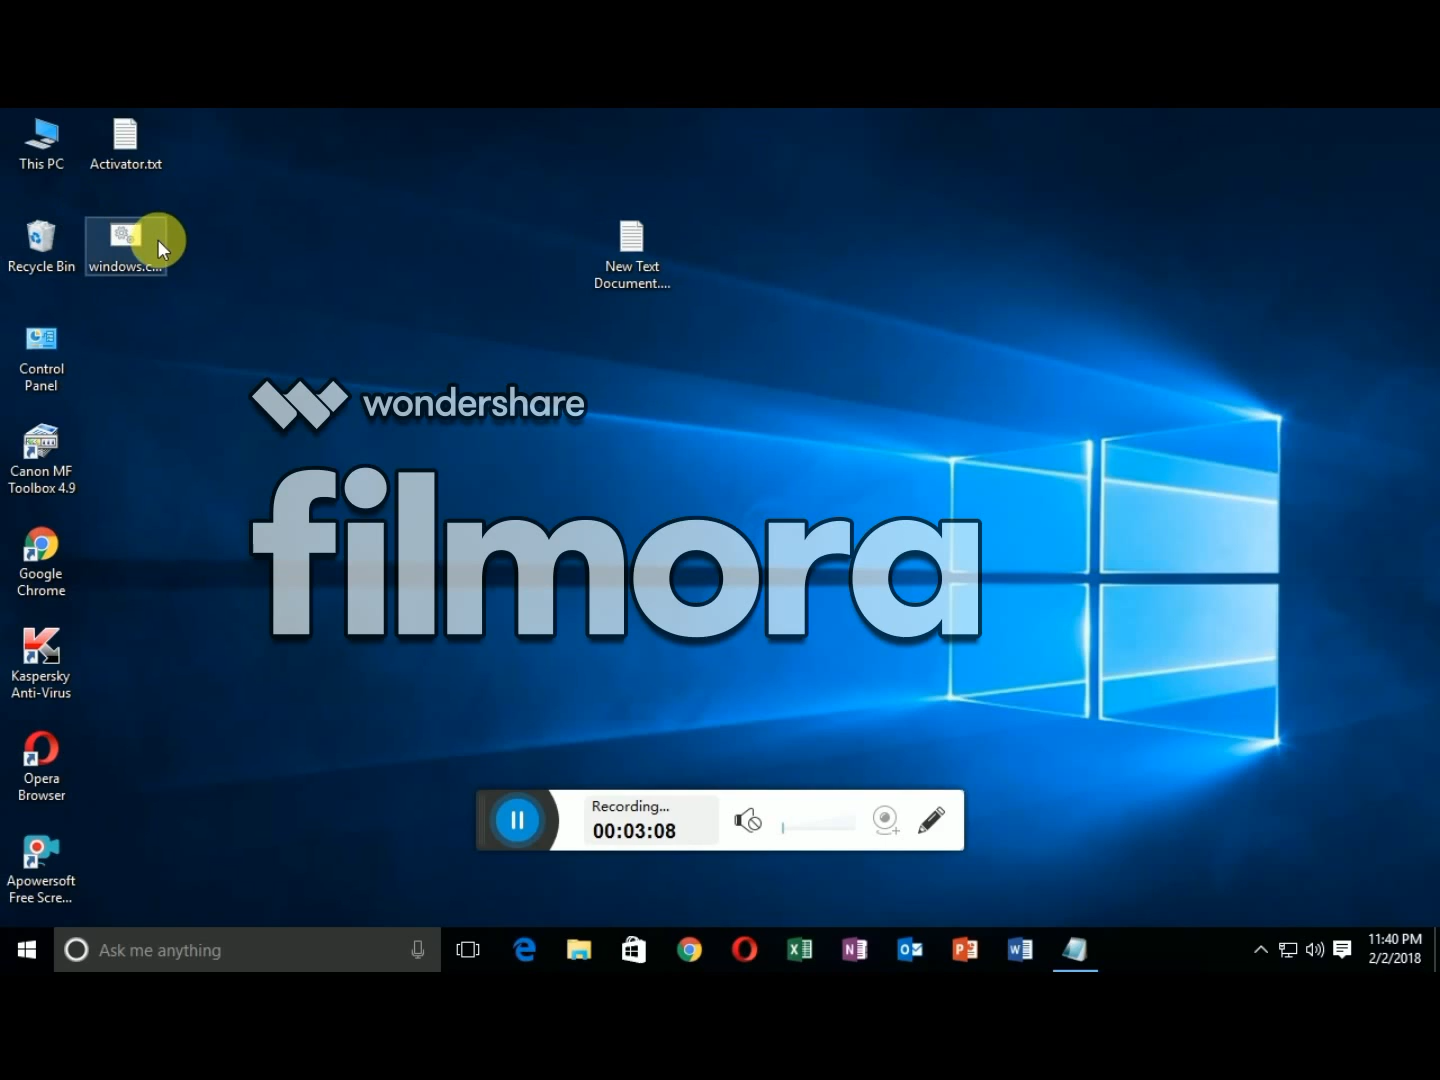 This PC
Activator.txt
Recycle Bin
windows.c...
New Text
Document....
Control
Panel
wondershare
filmora
Canon MF
Toolbox 4.9
Google
Chrome
Kaspersky
Anti-Virus
Opera
Browser
Recording...
00:03:08
Apowersoft
Free Scre...
Ask me anything
11:40 PM
2/2/2018